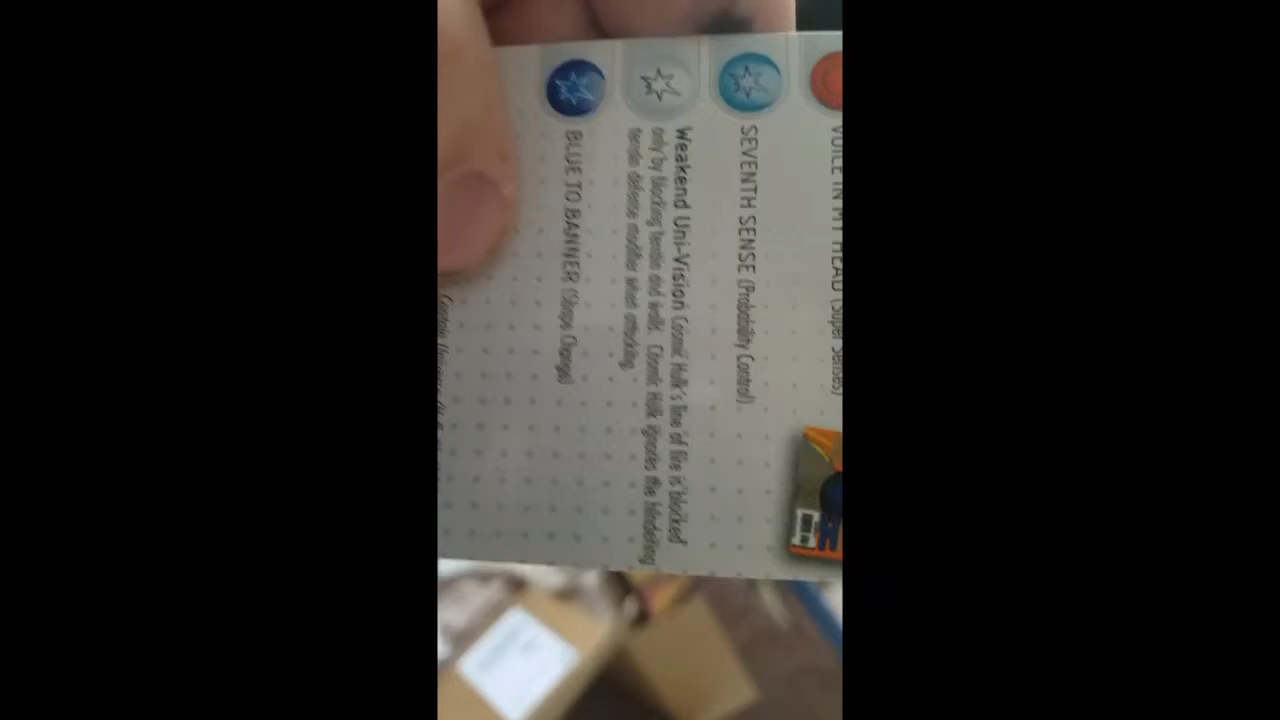 VOICE IN MY HEAD (Super Senses)
SEVENTH SENSE (Probability Control)
Weakend Uni-Vision Cosmic Hulk's line of fire is blocked
only by blocking terrain and walls. Cosmic Hulk ignores the hindering
terrain defense modifier when attacking.
BLUE TO BANNER (Shape Change)